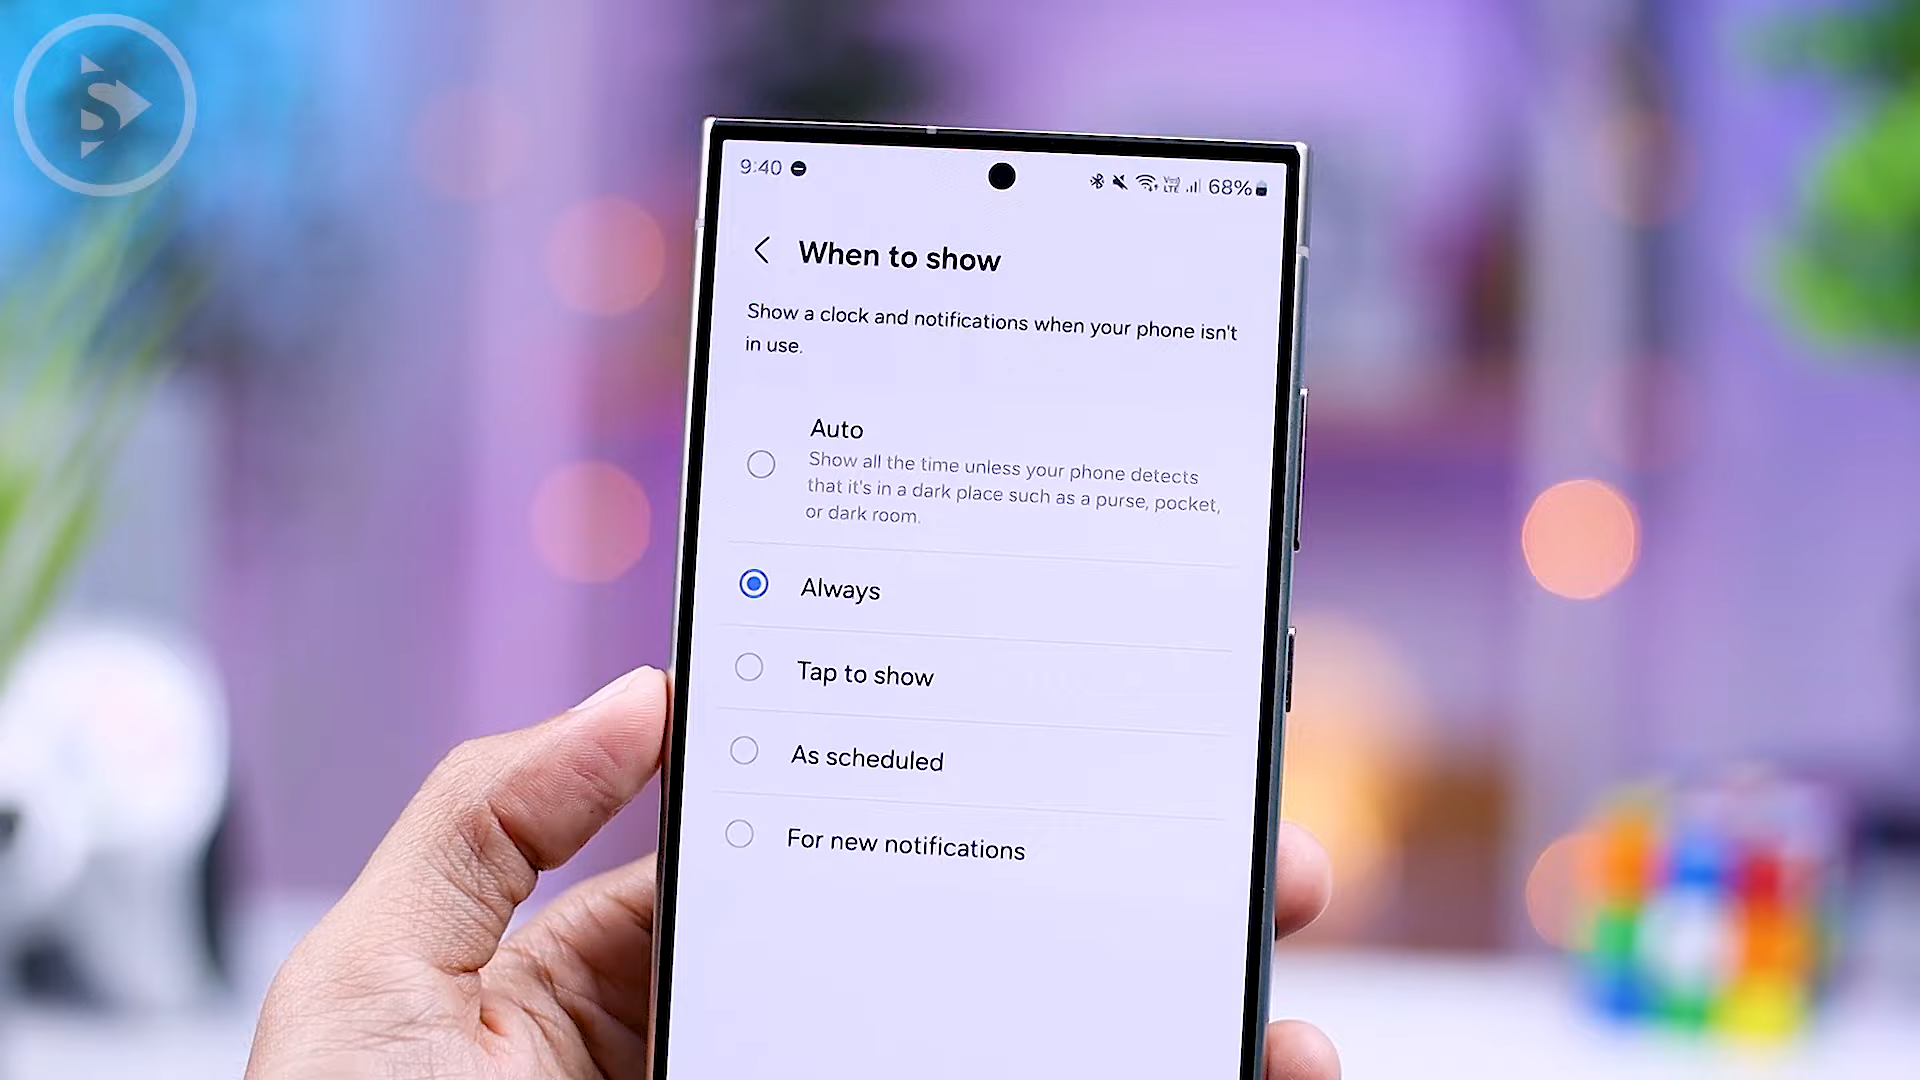 S
9:40
Vo)) LTE
68%
When to show
Show a clock and notifications when your phone isn't
in use.
Auto
Show all the time unless your phone detects
that it's in a dark place such as a purse, pocket,
or dark room.
Always
Tap to show
As scheduled
For new notifications